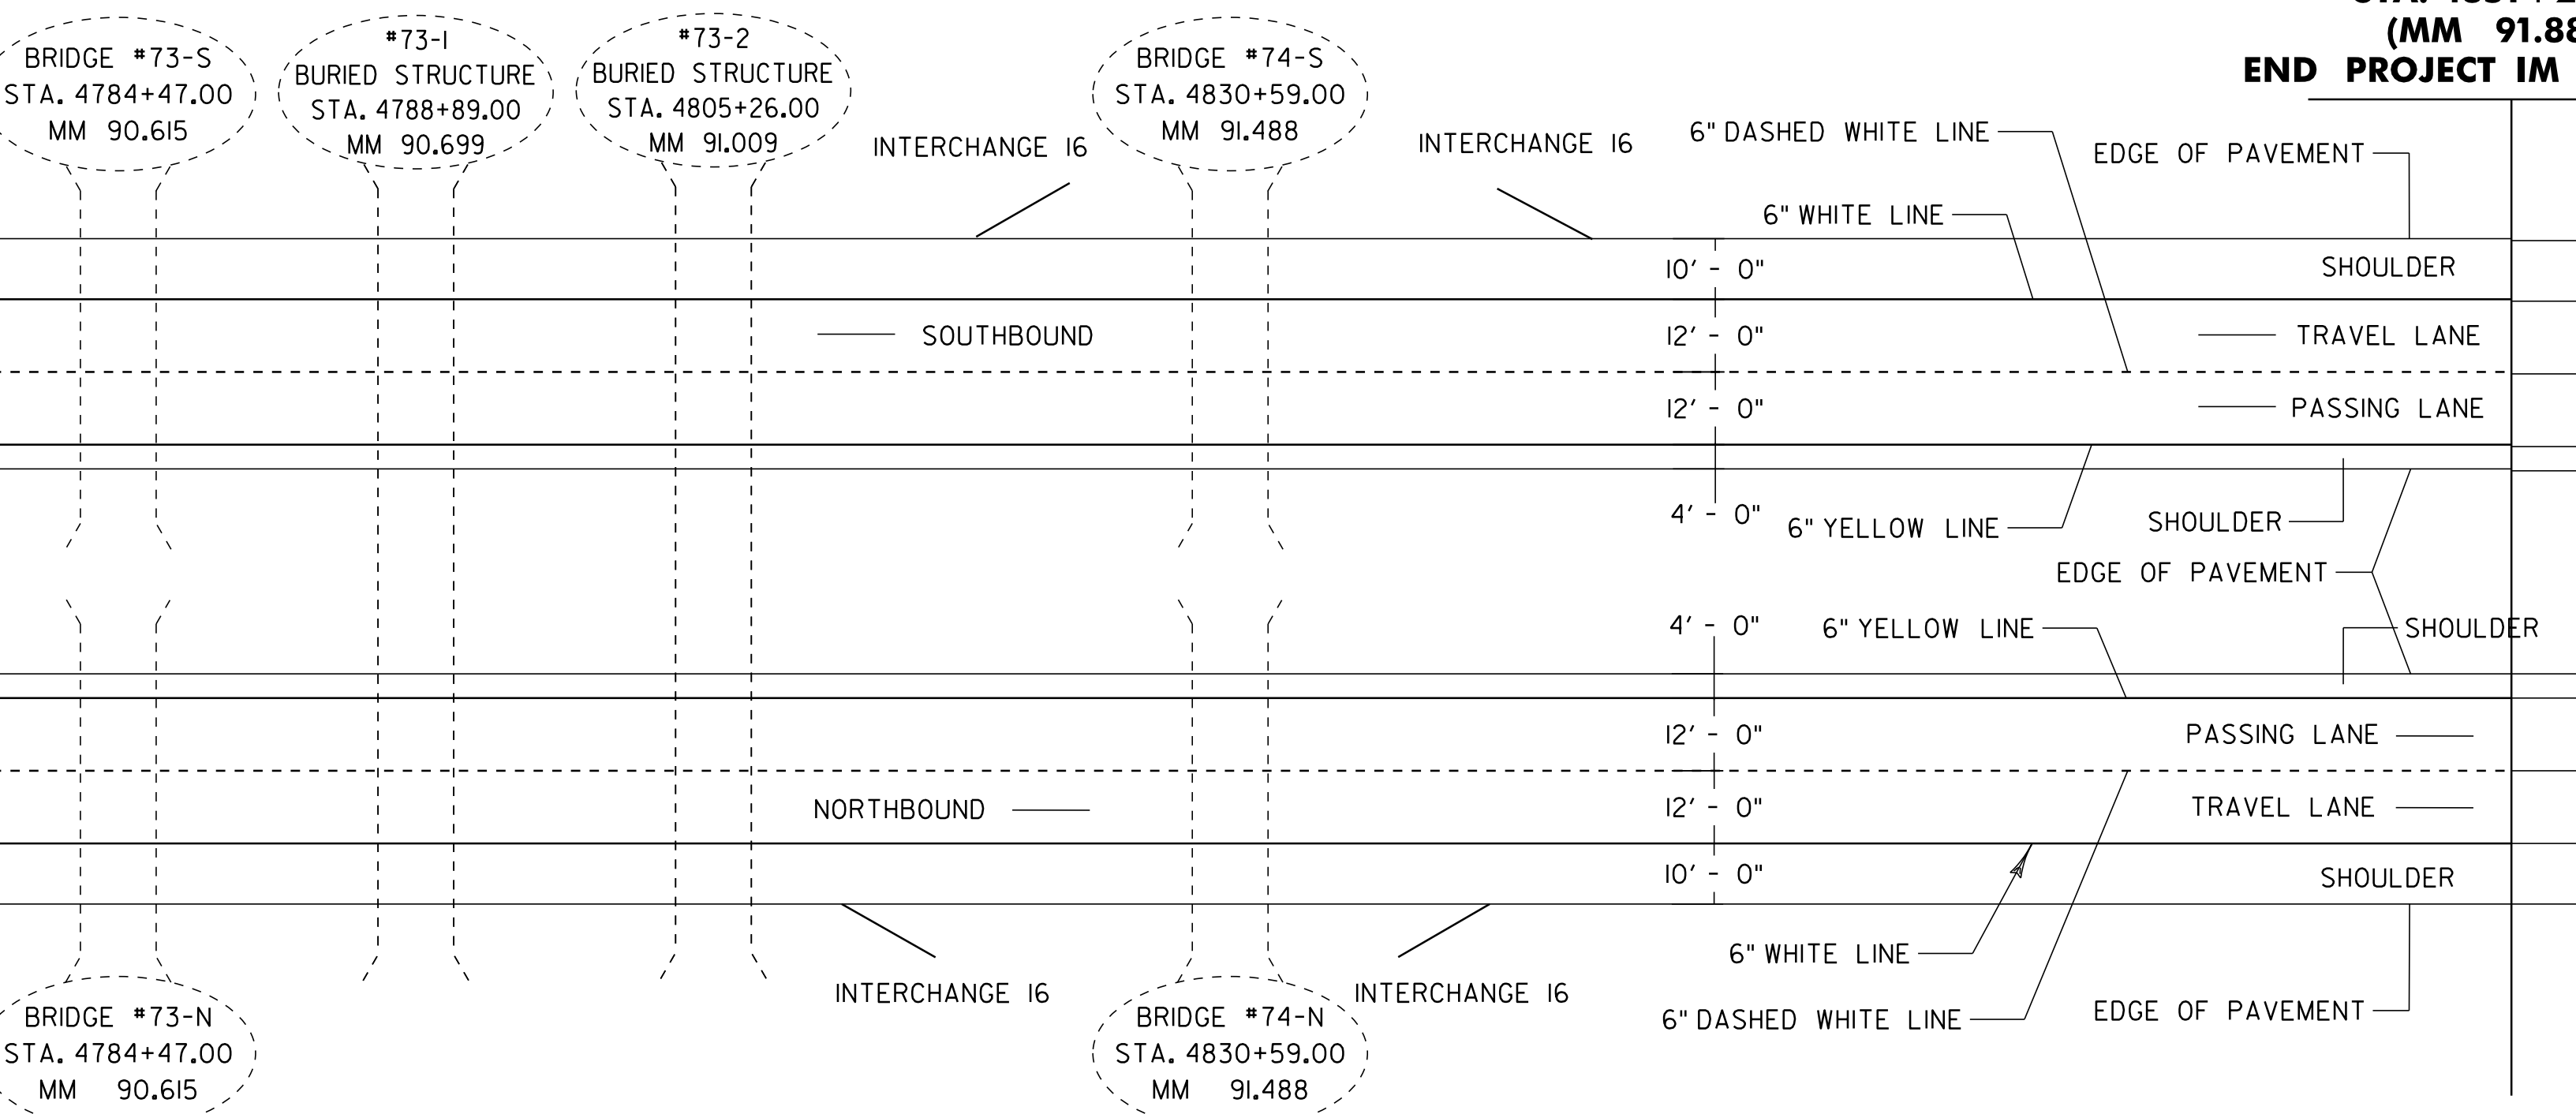 (MM 91.88
END PROJECT IM
BRIDGE #73-S
STA. 4784+47.00
MM 90.615
#73-1
BURIED STRUCTURE
STA. 4788+89.00
MM 90.699
#73-2
BURIED STRUCTURE
STA. 4805+26.00
MM 91.009
INTERCHANGE 16
BRIDGE #74-S
STA. 4830+59.00
MM 91.488
INTERCHANGE 16
6" DASHED WHITE LINE
EDGE OF PAVEMENT
6" WHITE LINE
10' - 0"
SHOULDER
SOUTHBOUND
12' - 0"
TRAVEL LANE
12' - 0"
PASSING LANE
4' - 0"
6" YELLOW LINE
SHOULDER
EDGE OF PAVEMENT
4' - 0"
6" YELLOW LINE
SHOULDER
12' - 0"
PASSING LANE
NORTHBOUND
12' - 0"
TRAVEL LANE
10' - 0"
SHOULDER
6" WHITE LINE
INTERCHANGE 16
INTERCHANGE 16
6" DASHED WHITE LINE
EDGE OF PAVEMENT
BRIDGE #73-N
STA. 4784+47.00
MM 90.615
BRIDGE #74-N
STA. 4830+59.00
MM 91.488